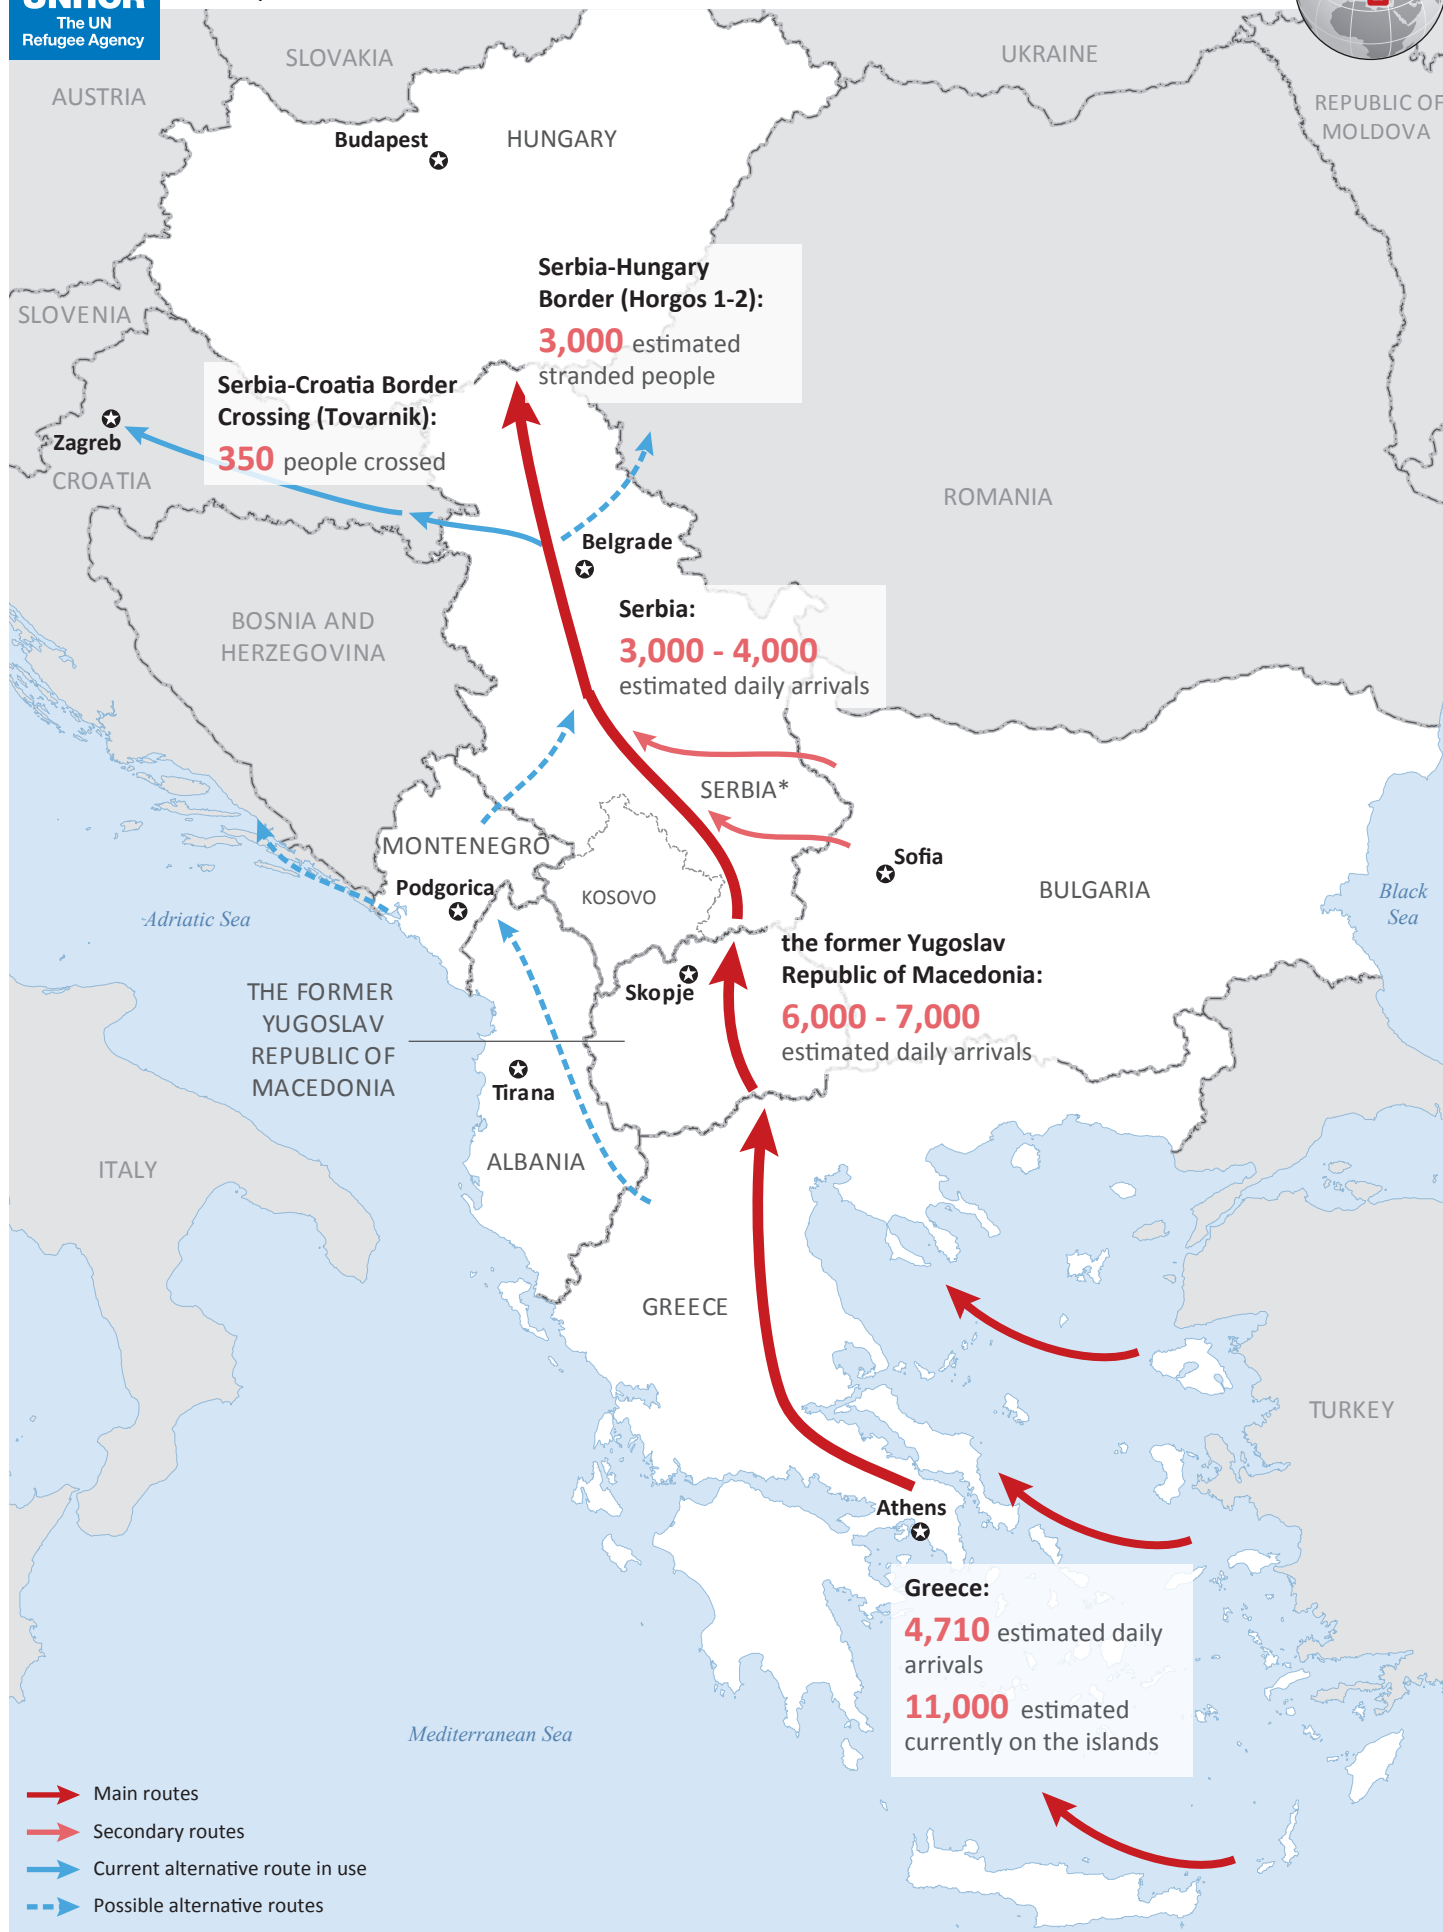 UNHCR
The UN
Refugee Agency
SLOVAKIA
UKRAINE
AUSTRIA
REPUBLIC OF
MOLDOVA
Budapest
HUNGARY
Serbia-Hungary
Border (Horgos 1-2):
3,000 estimated
stranded people
SLOVENIA
Serbia-Croatia Border
Crossing (Tovarnik):
350 people crossed
Zagreb
CROATIA
ROMANIA
Belgrade
Serbia:
3,000 - 4,000
estimated daily arrivals
BOSNIA AND
HERZEGOVINA
SERBIA*
MONTENEGRO
Podgorica
KOSOVO
Sofia
BULGARIA
Black
Sea
Adriatic Sea
the former Yugoslav
Republic of Macedonia:
6,000 - 7,000
estimated daily arrivals
Skopje
THE FORMER
YUGOSLAV
REPUBLIC OF
MACEDONIA
Tirana
ALBANIA
ITALY
GREECE
TURKEY
Athens
Greece:
4,710 estimated daily
arrivals
11,000 estimated
currently on the islands
Mediterranean Sea
Main routes
Secondary routes
Current alternative route in use
Possible alternative routes